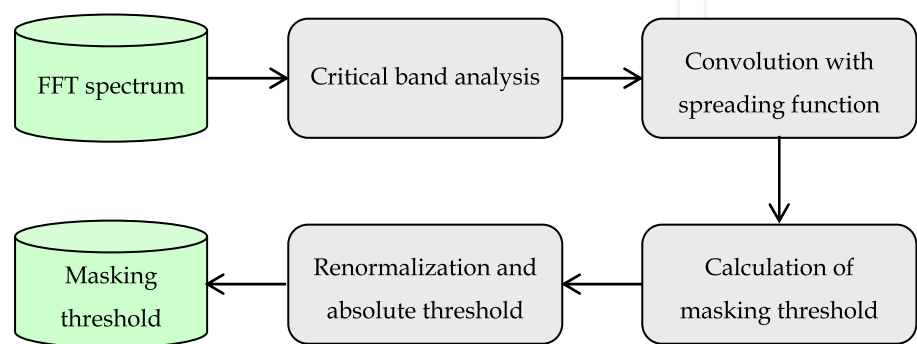 FFT spectrum
Critical band analysis
Convolution with
spreading function
Calculation of
masking threshold
Renormalization and
absolute threshold
Masking
threshold